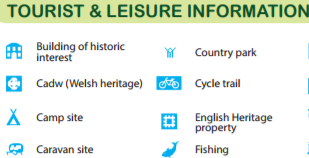 TOURIST & LEISURE INFORMATION
Building of historic
interest
Country park
Cadw (Welsh heritage)
Cycle trail
Camp site
English Heritage
property
Caravan site
Fishing